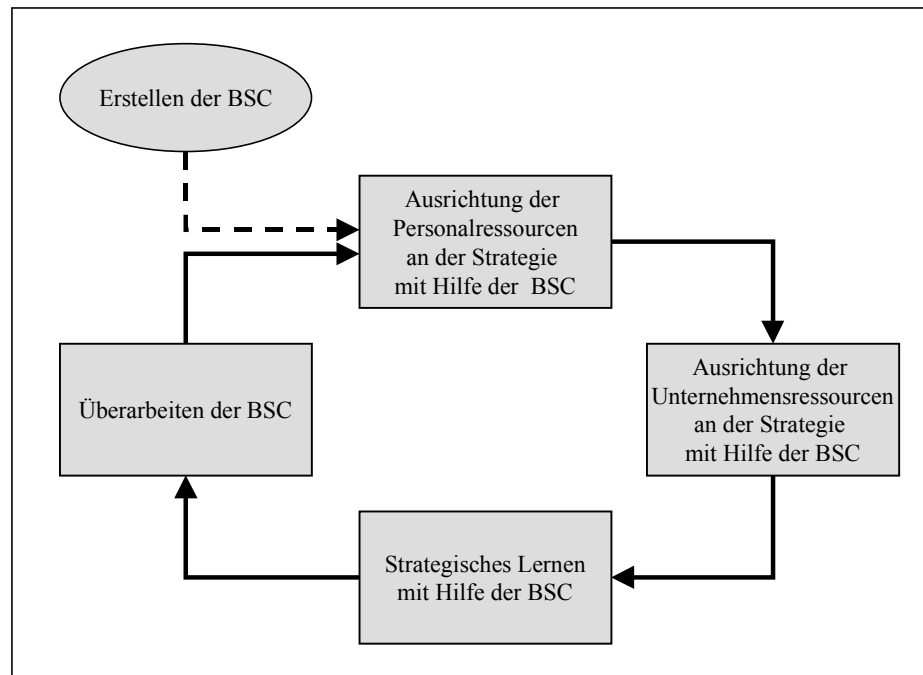 Erstellen der BSC
Ausrichtung der
Personalressourcen
an der Strategie
mit Hilfe der BSC
Ausrichtung der
Unternehmensressourcen
an der Strategie
mit Hilfe der BSC
Überarbeiten der BSC
Strategisches Lernen
mit Hilfe der BSC